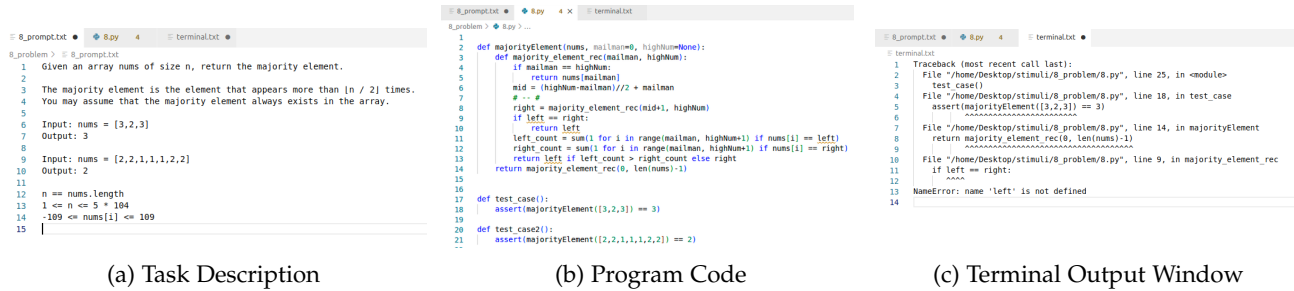 8_prompt.txt
8.py 4
terminal.txt
8_problem > 8_prompt.txt
1 Given an array nums of size n, return the majority element.
2
3 The majority element is the element that appears more than ⌊n / 2⌋ times.
4 You may assume that the majority element always exists in the array.
5
6 Input: nums = [3,2,3]
7 Output: 3
8
9 Input: nums = [2,2,1,1,1,2,2]
10 Output: 2
11
12 n == nums.length
13 1 <= n <= 5 * 104
14 -109 <= nums[i] <= 109
15
(a) Task Description
8_prompt.txt
8.py 4 ×
terminal.txt
8_problem > 8.py > ...
1
2 def majorityElement(nums, mailman=0, highNum=None):
3 def majority_element_rec(mailman, highNum):
4 if mailman == highNum:
5 return nums[mailman]
6 mid = (highNum-mailman)//2 + mailman
7 # -- #
8 right = majority_element_rec(mid+1, highNum)
9 if left == right:
10 return left
11 left_count = sum(1 for i in range(mailman, highNum+1) if nums[i] == left)
12 right_count = sum(1 for i in range(mailman, highNum+1) if nums[i] == right)
13 return left if left_count > right_count else right
14 return majority_element_rec(0, len(nums)-1)
15
16
17 def test_case():
18 assert(majorityElement([3,2,3]) == 3)
19
20 def test_case2():
21 assert(majorityElement([2,2,1,1,1,2,2]) == 2)
(b) Program Code
8_prompt.txt
8.py 4
terminal.txt
terminal.txt
1 Traceback (most recent call last):
2 File "/home/Desktop/stimuli/8_problem/8.py", line 25, in <module>
3 test_case()
4 File "/home/Desktop/stimuli/8_problem/8.py", line 18, in test_case
5 assert(majorityElement([3,2,3]) == 3)
6 ^^^^^^^^^^^^^^^^^^^^^^^^
7 File "/home/Desktop/stimuli/8_problem/8.py", line 14, in majorityElement
8 return majority_element_rec(0, len(nums)-1)
9 ^^^^^^^^^^^^^^^^^^^^^^^^^^^^^^^^^^^^
10 File "/home/Desktop/stimuli/8_problem/8.py", line 9, in majority_element_rec
11 if left == right:
12 ^^^^
13 NameError: name 'left' is not defined
14
(c) Terminal Output Window